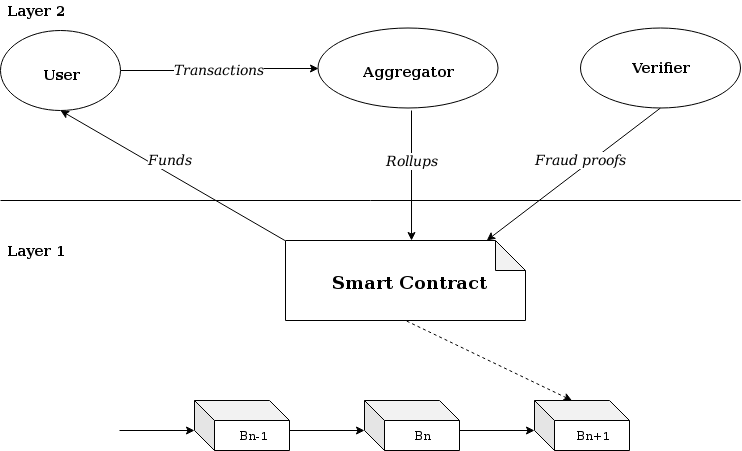 Layer 2
User
Transactions
Aggregator
Verifier
Funds
Rollups
Fraud proofs
Layer 1
Smart Contract
Bn-1
Bn
Bn+1